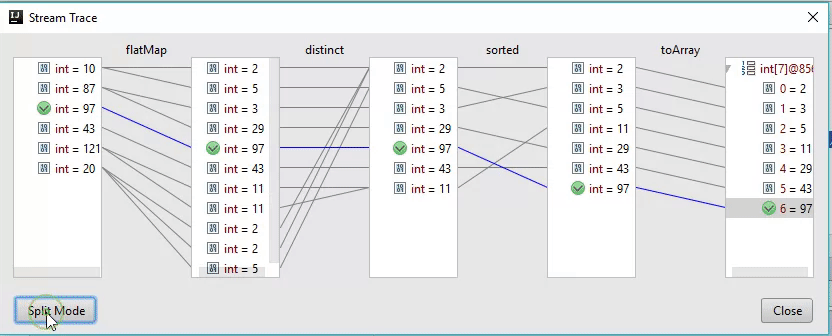 Stream Trace
flatMap
distinct
sorted
toArray
int = 10
int = 87
int = 97
int = 43
int = 121
int = 20
int = 2
int = 5
int = 3
int = 29
int = 97
int = 43
int = 11
int = 11
int = 2
int = 2
int = 5
int = 2
int = 5
int = 3
int = 29
int = 97
int = 43
int = 11
int = 2
int = 3
int = 5
int = 11
int = 29
int = 43
int = 97
int[7]@856
0 = 2
1 = 3
2 = 5
3 = 11
4 = 29
5 = 43
6 = 97
Split Mode
Close